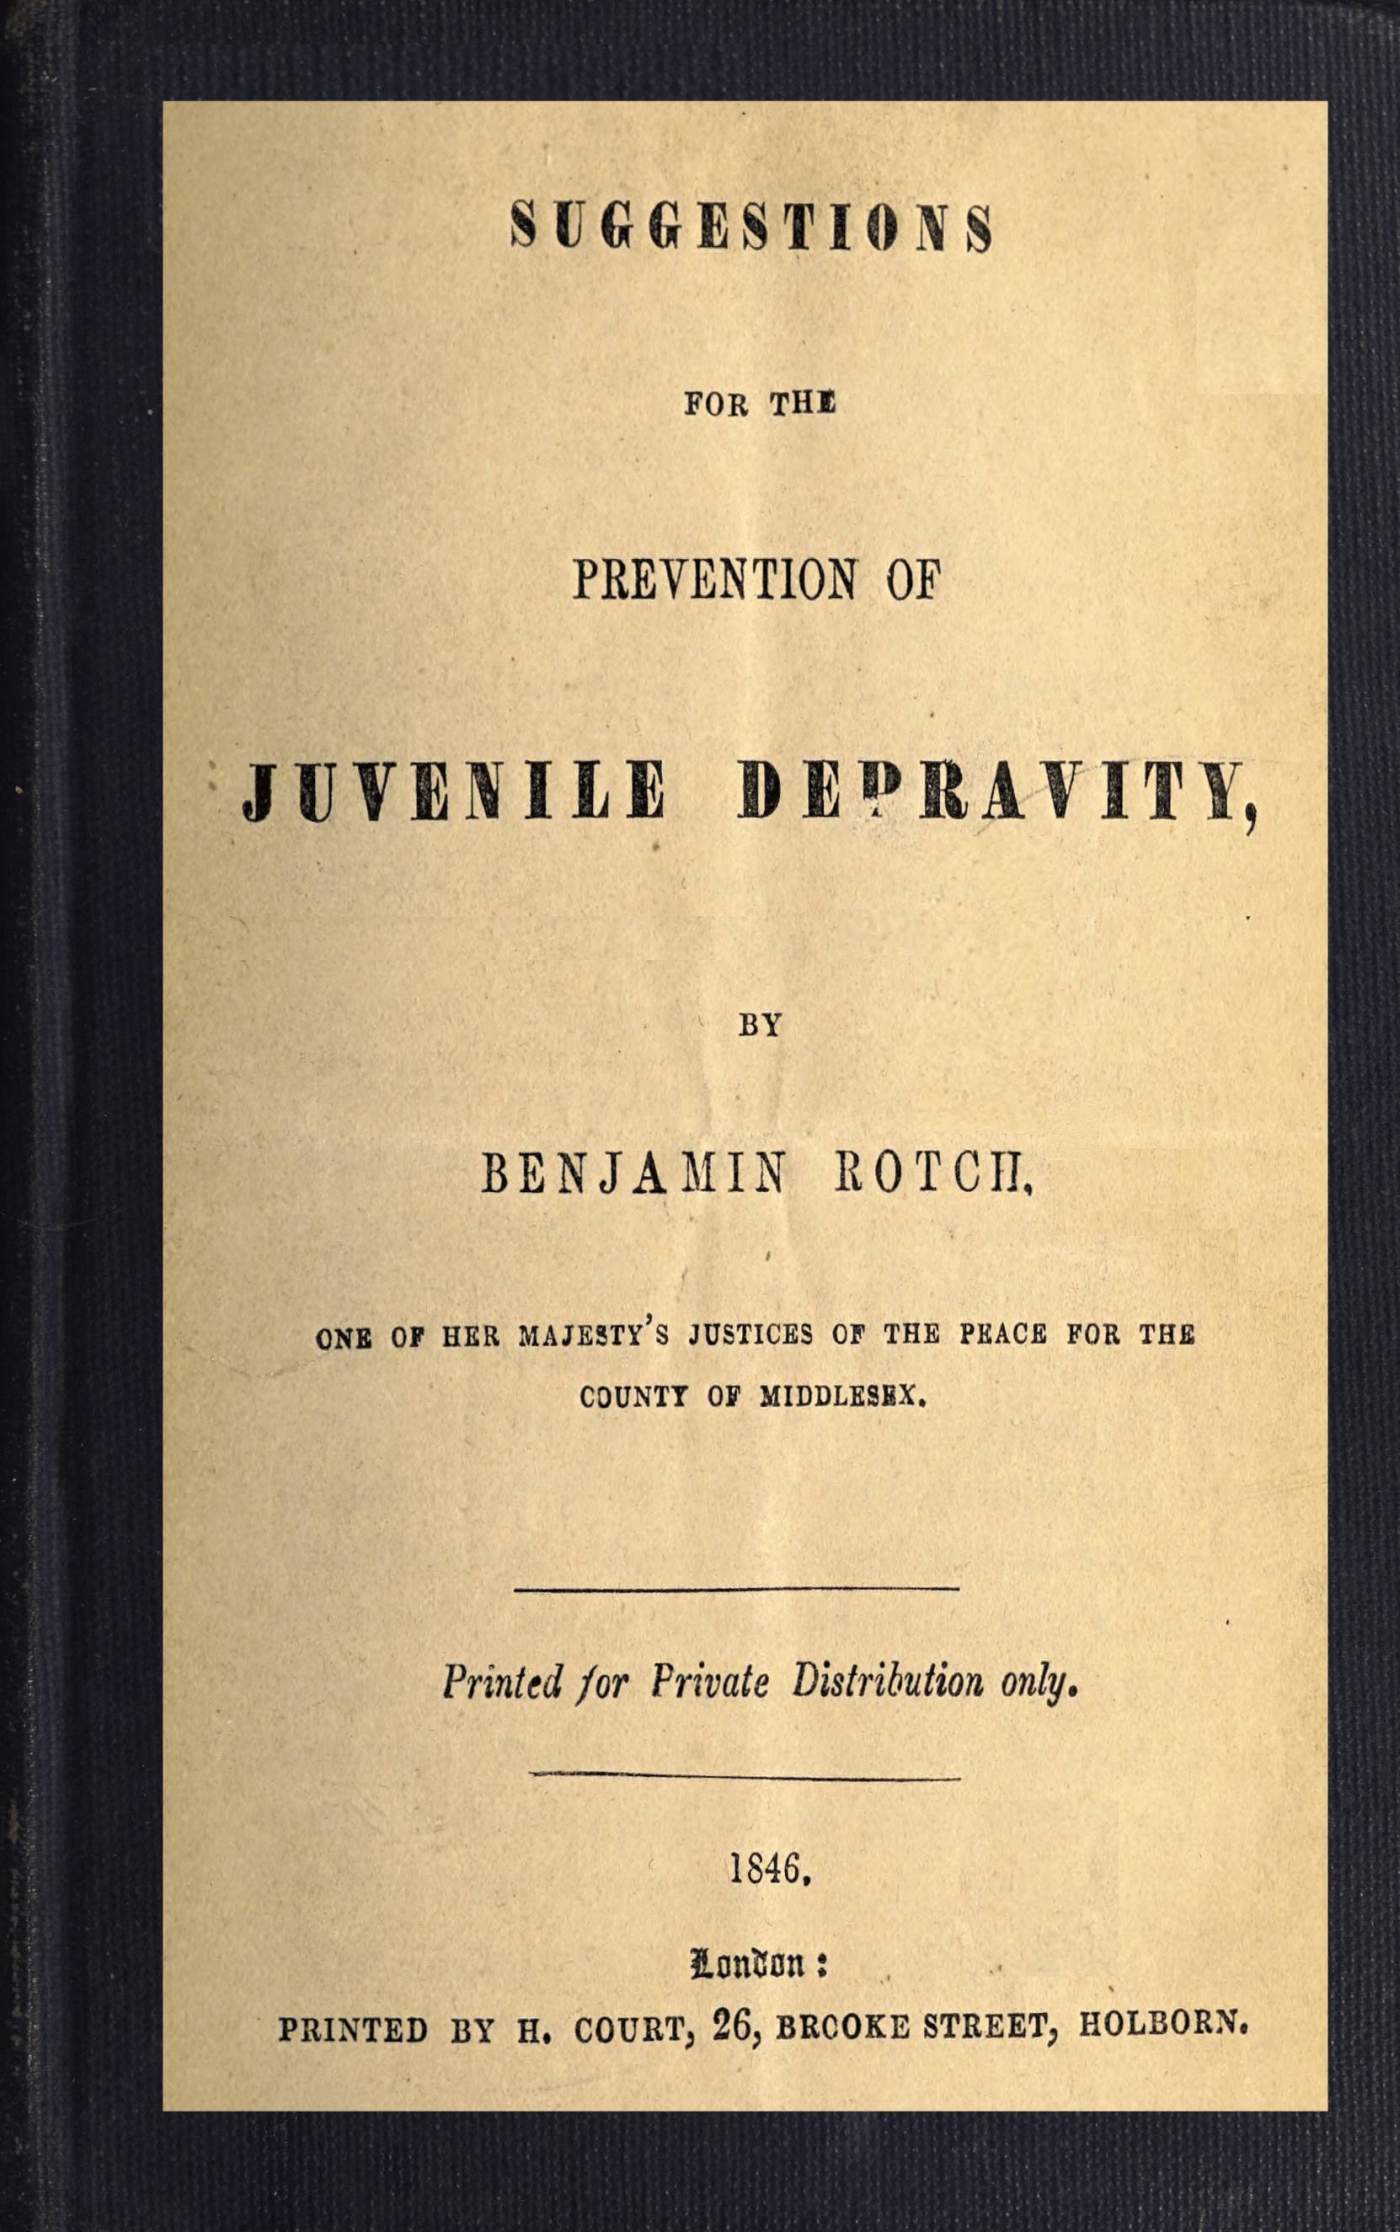 SUGGESTIONS
FOR THE
PREVENTION OF
JUVENILE DEPRAVITY,
BY
BENJAMIN ROTCH,
ONE OF HER MAJESTY'S JUSTICES OF THE PEACE FOR THE
COUNTY OF MIDDLESEX.
Printed for Private Distribution only.
1846.
London:
PRINTED BY H. COURT, 26, BROOKE STREET, HOLBORN.